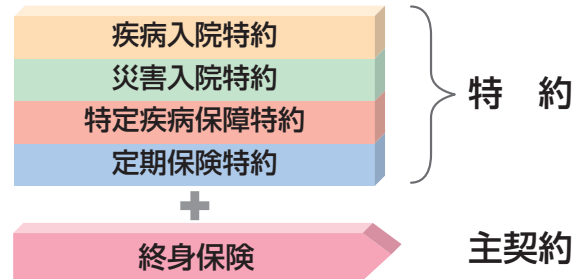 疾病入院特約
災害入院特約
特定疾病保障特約
定期保険特約
特　約
+
終身保険
主契約